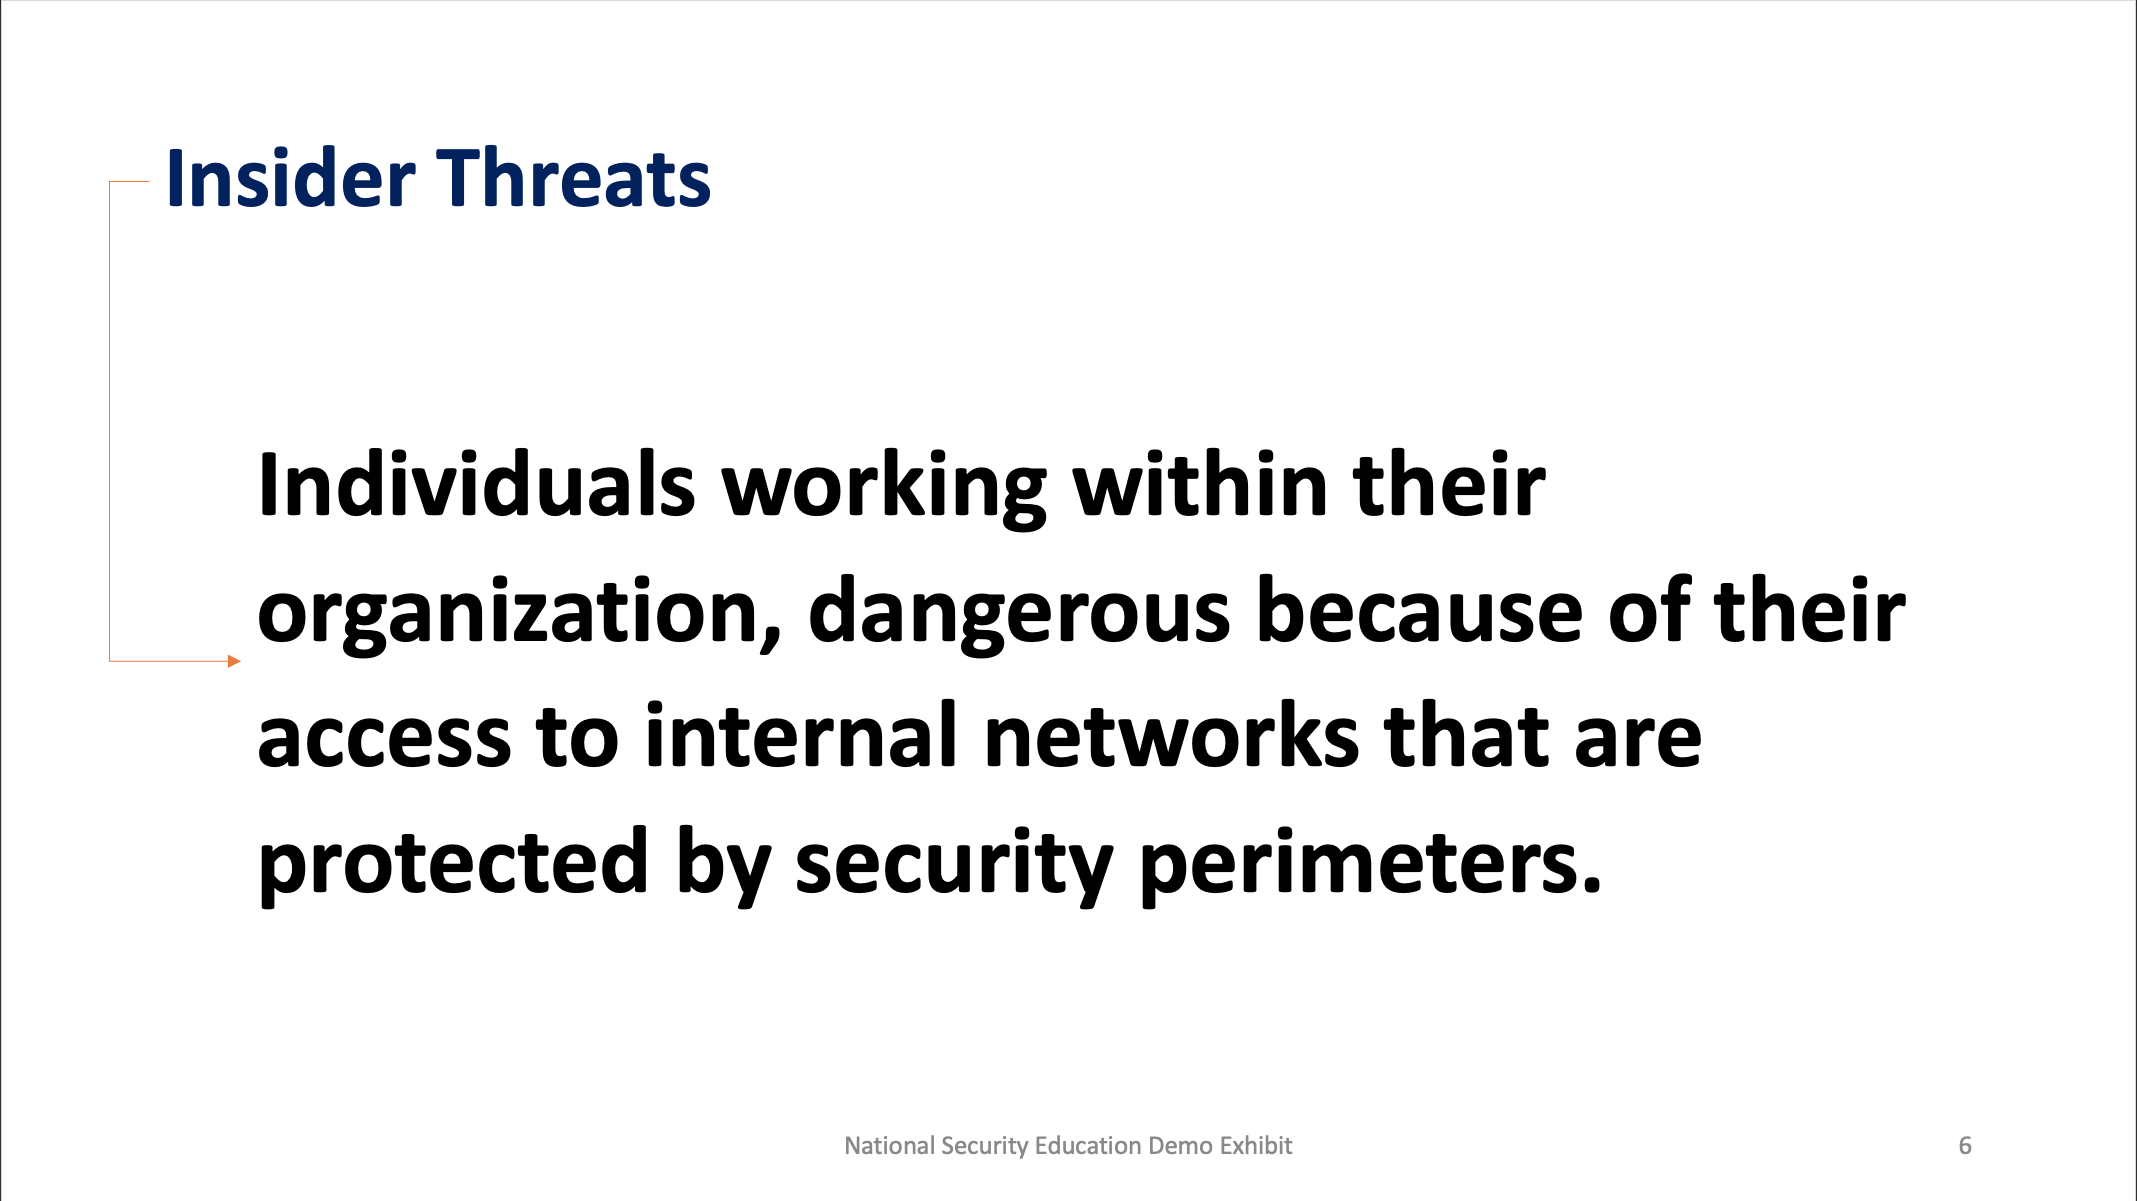 Insider Threats
Individuals working within their
organization, dangerous because of their
access to internal networks that are
protected by security perimeters.
National Security Education Demo Exhibit
6